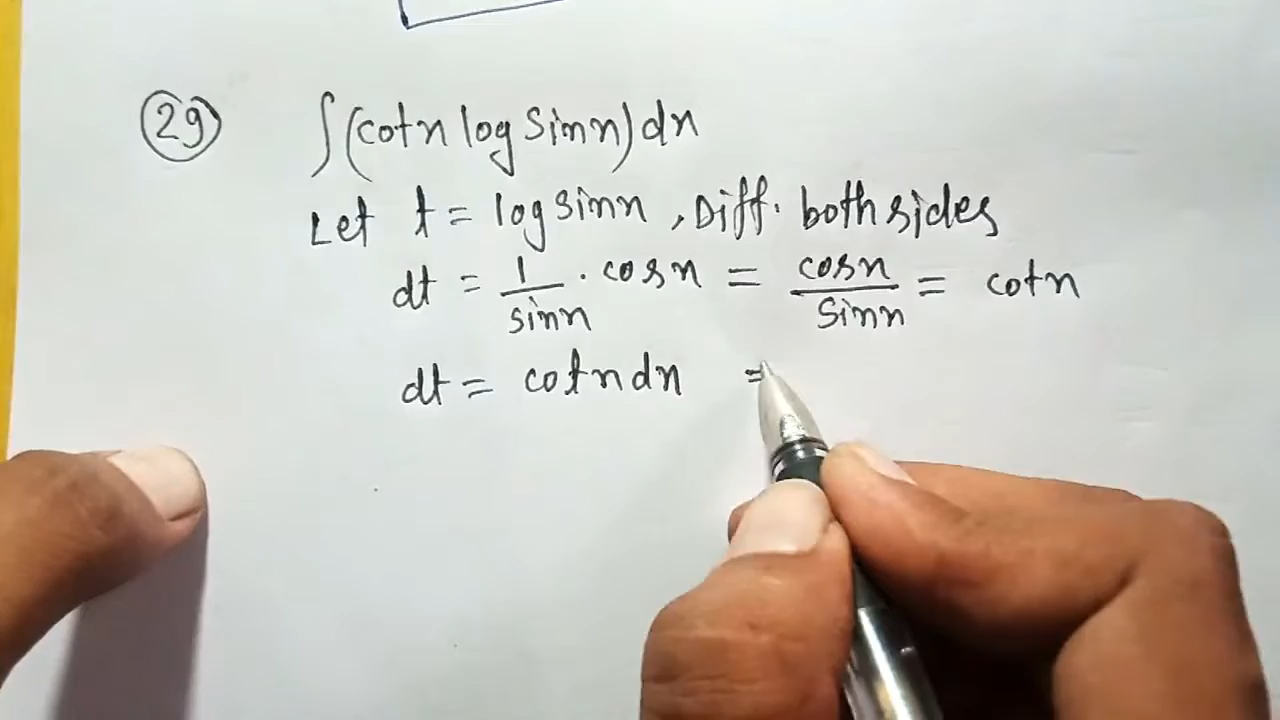 29 ∫(cotx log sinx) dx
Let t = log sinx , Diff. both sides
dt = 1/sinx · cosx = cosx/sinx = cotx
dt = cotx dx =